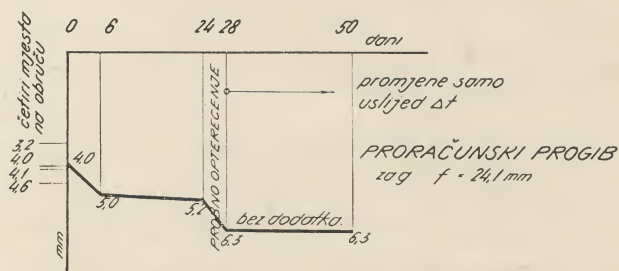 0 6 24 28 50
dani
četiri mjesta
na obruču
3,2
4,0
4,1
4,6
mm
4,0
5,0
5,2
PROBNO OPTEREĆENJE
6,3
bez dodatka
6,3
promjene samo
uslijed Δt
PRORAČUNSKI PROGIB
zag f = 24,1 mm